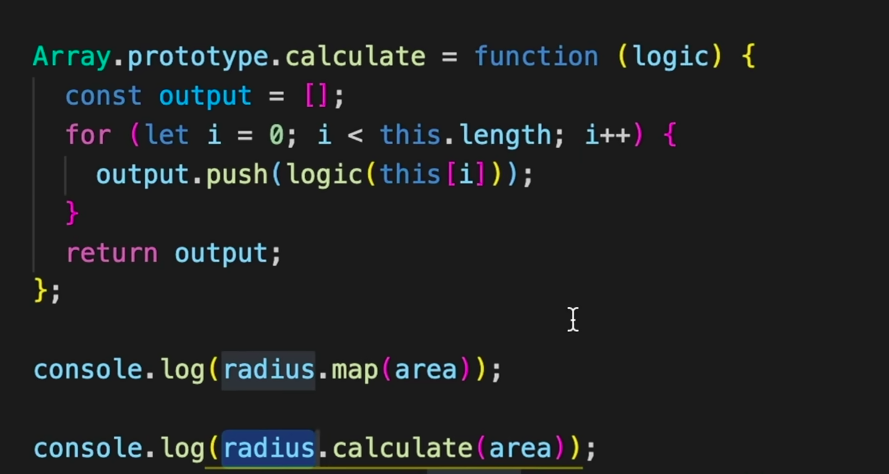 Array.prototype.calculate = function (logic) {
const output = [];
for (let i = 0; i < this.length; i++) {
output.push(logic(this[i]));
}
return output;
};
console.log(radius.map(area));
console.log(radius.calculate(area));